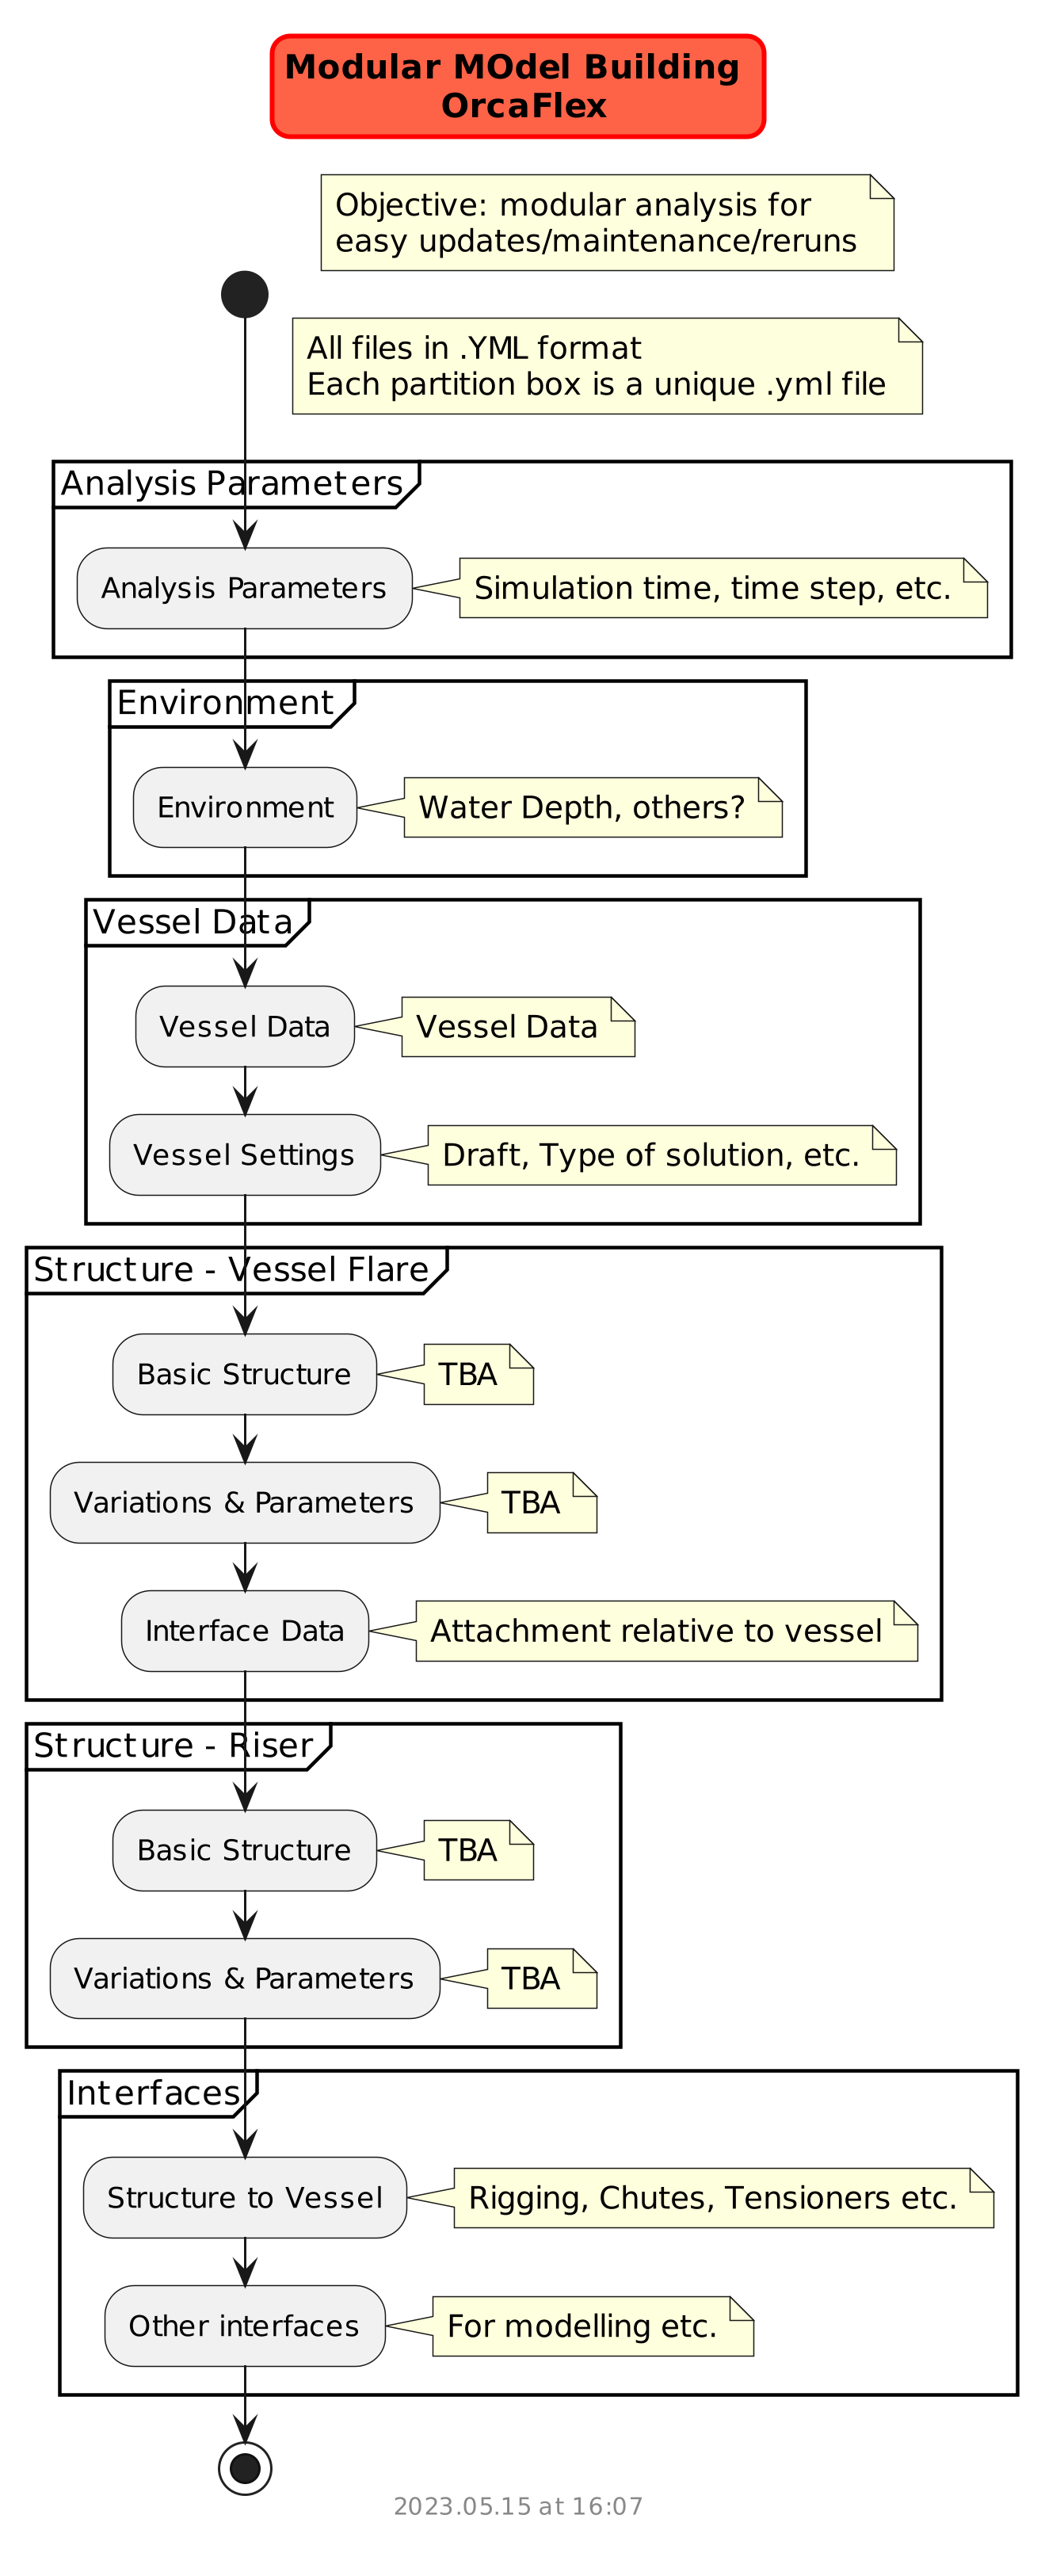 Modular MOdel Building
OrcaFlex
Objective: modular analysis for
easy updates/maintenance/reruns
All files in .YML format
Each partition box is a unique .yml file
Analysis Parameters
Analysis Parameters
Simulation time, time step, etc.
Environment
Environment
Water Depth, others?
Vessel Data
Vessel Data
Vessel Data
Vessel Settings
Draft, Type of solution, etc.
Structure - Vessel Flare
Basic Structure
TBA
Variations & Parameters
TBA
Interface Data
Attachment relative to vessel
Structure - Riser
Basic Structure
TBA
Variations & Parameters
TBA
Interfaces
Structure to Vessel
Rigging, Chutes, Tensioners etc.
Other interfaces
For modelling etc.
2023.05.15 at 16:07